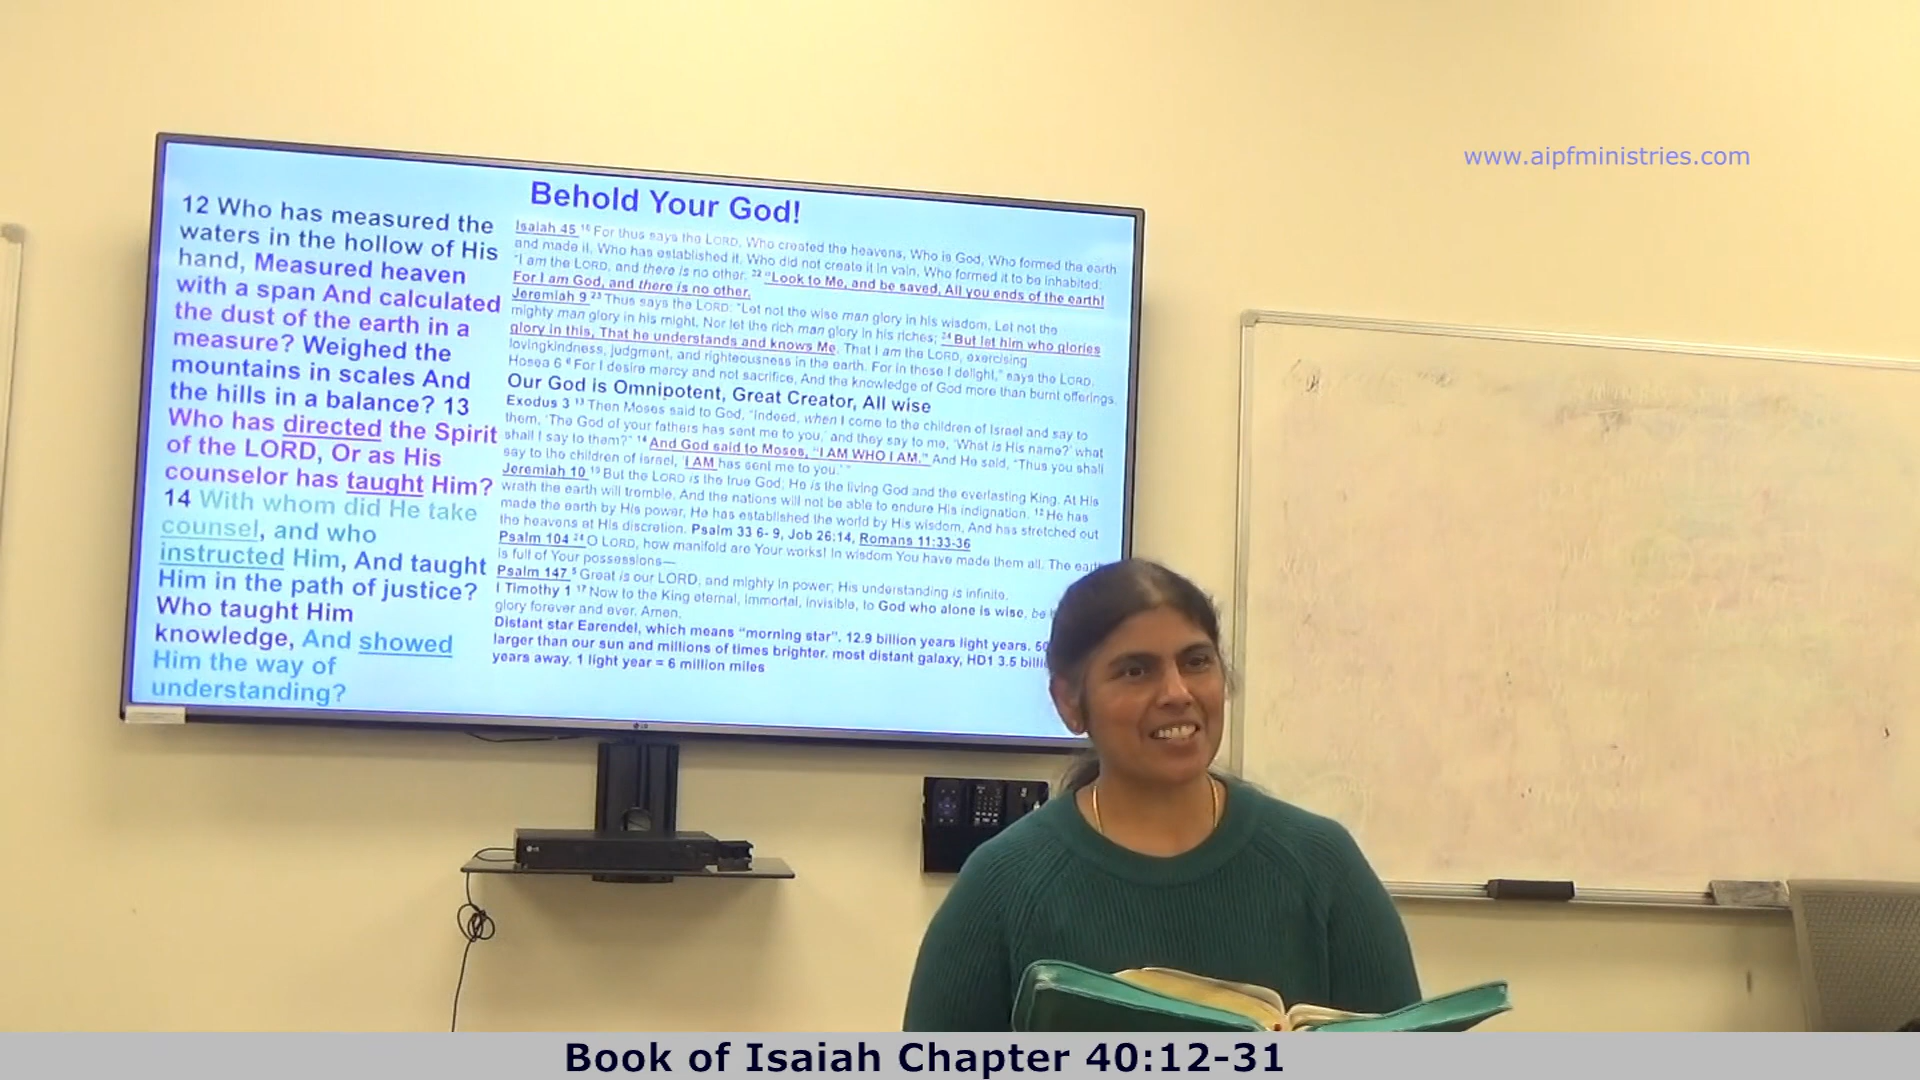 www.aipfministries.com
Behold Your God!
12 Who has measured the
waters in the hollow of His
hand, Measured heaven
with a span And calculated
the dust of the earth in a
measure? Weighed the
mountains in scales And
the hills in a balance? 13
Who has directed the Spirit
of the LORD, Or as His
counselor has taught Him?
14 With whom did He take
counsel, and who
instructed Him, And taught
Him in the path of justice?
Who taught Him
knowledge, And showed
Him the way of
understanding?
Isaiah 45 18 For thus says the LORD, Who created the heavens, Who is God, Who formed the earth
and made it, Who has established it, Who did not create it in vain, Who formed it to be inhabited:
"I am the LORD, and there is no other. 22 "Look to Me, and be saved, All you ends of the earth!
For I am God, and there is no other.
Jeremiah 9 23 Thus says the LORD: "Let not the wise man glory in his wisdom, Let not the
mighty man glory in his might, Nor let the rich man glory in his riches; 24 But let him who glories
glory in this, That he understands and knows Me, That I am the LORD, exercising
lovingkindness, judgment, and righteousness in the earth. For in these I delight," says the LORD.
Hosea 6 6 For I desire mercy and not sacrifice, And the knowledge of God more than burnt offerings.
Our God is Omnipotent, Great Creator, All wise
Exodus 3 13 Then Moses said to God, "Indeed, when I come to the children of Israel and say to
them, 'The God of your fathers has sent me to you,' and they say to me, 'What is His name?' what
shall I say to them?" 14 And God said to Moses, "I AM WHO I AM." And He said, "Thus you shall
say to the children of Israel, 'I AM has sent me to you.' "
Jeremiah 10 10 But the LORD is the true God; He is the living God and the everlasting King. At His
wrath the earth will tremble, And the nations will not be able to endure His indignation. 12 He has
made the earth by His power, He has established the world by His wisdom, And has stretched out
the heavens at His discretion. Psalm 33 6- 9, Job 26:14, Romans 11:33-36
Psalm 104 24 O LORD, how manifold are Your works! In wisdom You have made them all. The
is full of Your possessions—
Psalm 147 5 Great is our LORD, and mighty in power; His understanding is infinite.
I Timothy 1 17 Now to the King eternal, immortal, invisible, to God who alone is wise, be
glory forever and ever. Amen.
Distant star Earendel, which means "morning star". 12.9 billion years light years.
larger than our sun and millions of times brighter. most distant galaxy, HD1 3.5
years away. 1 light year = 6 million miles
LG
LG
Book of Isaiah Chapter 40:12-31